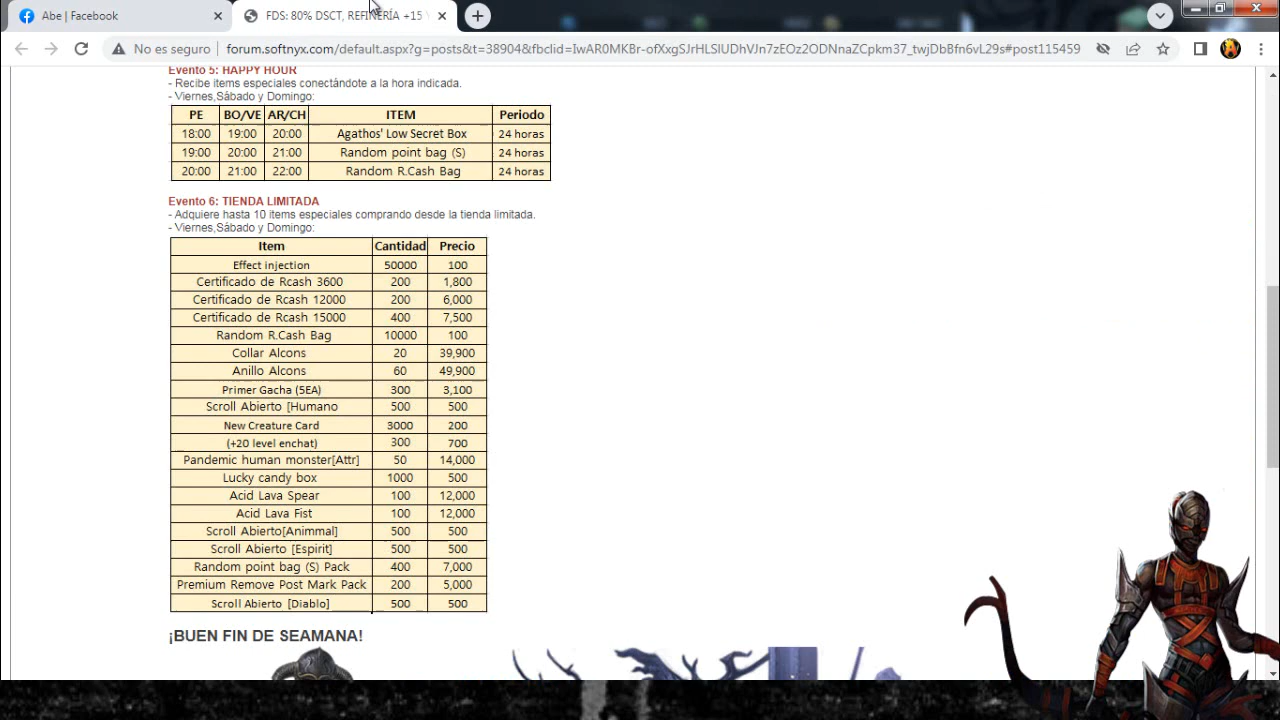 Abe | Facebook
FDS: 80% DSCT, REFINERÍA +15
No es seguro | forum.softnyx.com/default.aspx?g=posts&t=38904&fbclid=IwAR0MKBr-ofXxgSJrHLSlUDhVJn7zEOz2ODNnaZCpkm37_twjDbBfn6vL29s#post115459
Evento 5: HAPPY HOUR
- Recibe items especiales conectándote a la hora indicada.
- Viernes,Sábado y Domingo:
PE BO/VE AR/CH ITEM Periodo
18:00 19:00 20:00 Agathos' Low Secret Box 24 horas
19:00 20:00 21:00 Random point bag (S) 24 horas
20:00 21:00 22:00 Random R.Cash Bag 24 horas
Evento 6: TIENDA LIMITADA
- Adquiere hasta 10 items especiales comprando desde la tienda limitada.
- Viernes,Sábado y Domingo:
Item Cantidad Precio
Effect injection 50000 100
Certificado de Rcash 3600 200 1,800
Certificado de Rcash 12000 200 6,000
Certificado de Rcash 15000 400 7,500
Random R.Cash Bag 10000 100
Collar Alcons 20 39,900
Anillo Alcons 60 49,900
Primer Gacha (5EA) 300 3,100
Scroll Abierto [Humano 500 500
New Creature Card 3000 200
(+20 level enchat) 300 700
Pandemic human monster[Attr] 50 14,000
Lucky candy box 1000 500
Acid Lava Spear 100 12,000
Acid Lava Fist 100 12,000
Scroll Abierto[Animmal] 500 500
Scroll Abierto [Espirit] 500 500
Random point bag (S) Pack 400 7,000
Premium Remove Post Mark Pack 200 5,000
Scroll Abierto [Diablo] 500 500
¡BUEN FIN DE SEAMANA!